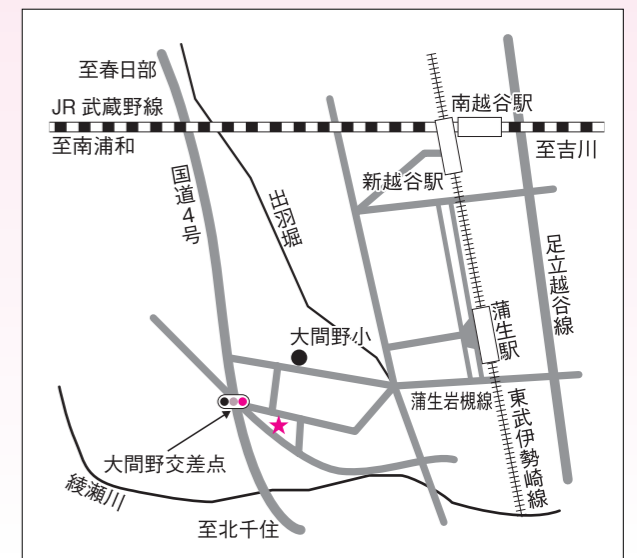 至春日部
JR 武蔵野線
至南浦和
南越谷駅
至吉川
新越谷駅
国道4号
出羽堀
足立越谷線
大間野小
蒲生駅
蒲生岩槻線
東武伊勢崎線
大間野交差点
綾瀬川
至北千住